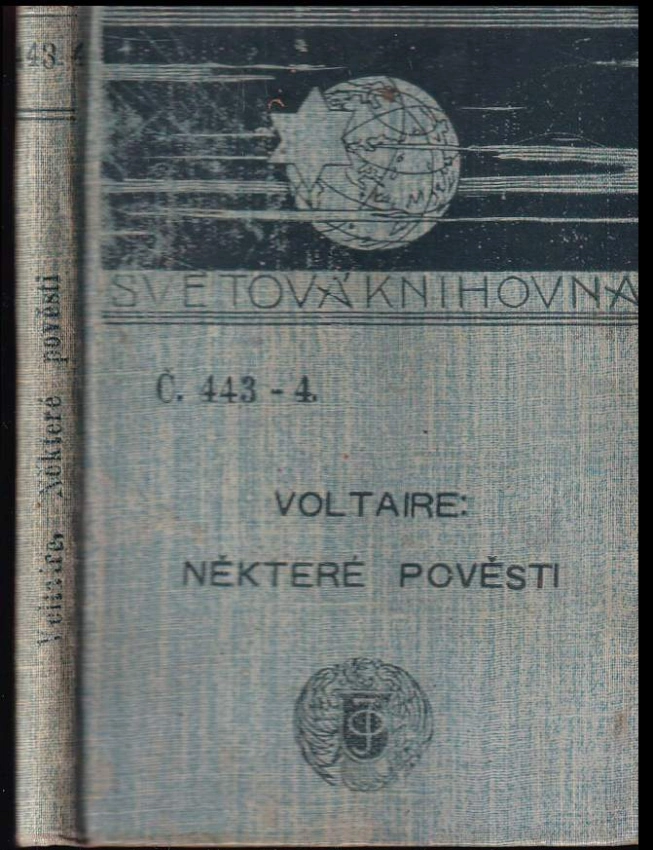 443. 4
Voltaire, Některé pověsti
SVĚTOVÁ KNIHOVNA
Č. 443 - 4.
VOLTAIRE:
NĚKTERÉ POVĚSTI